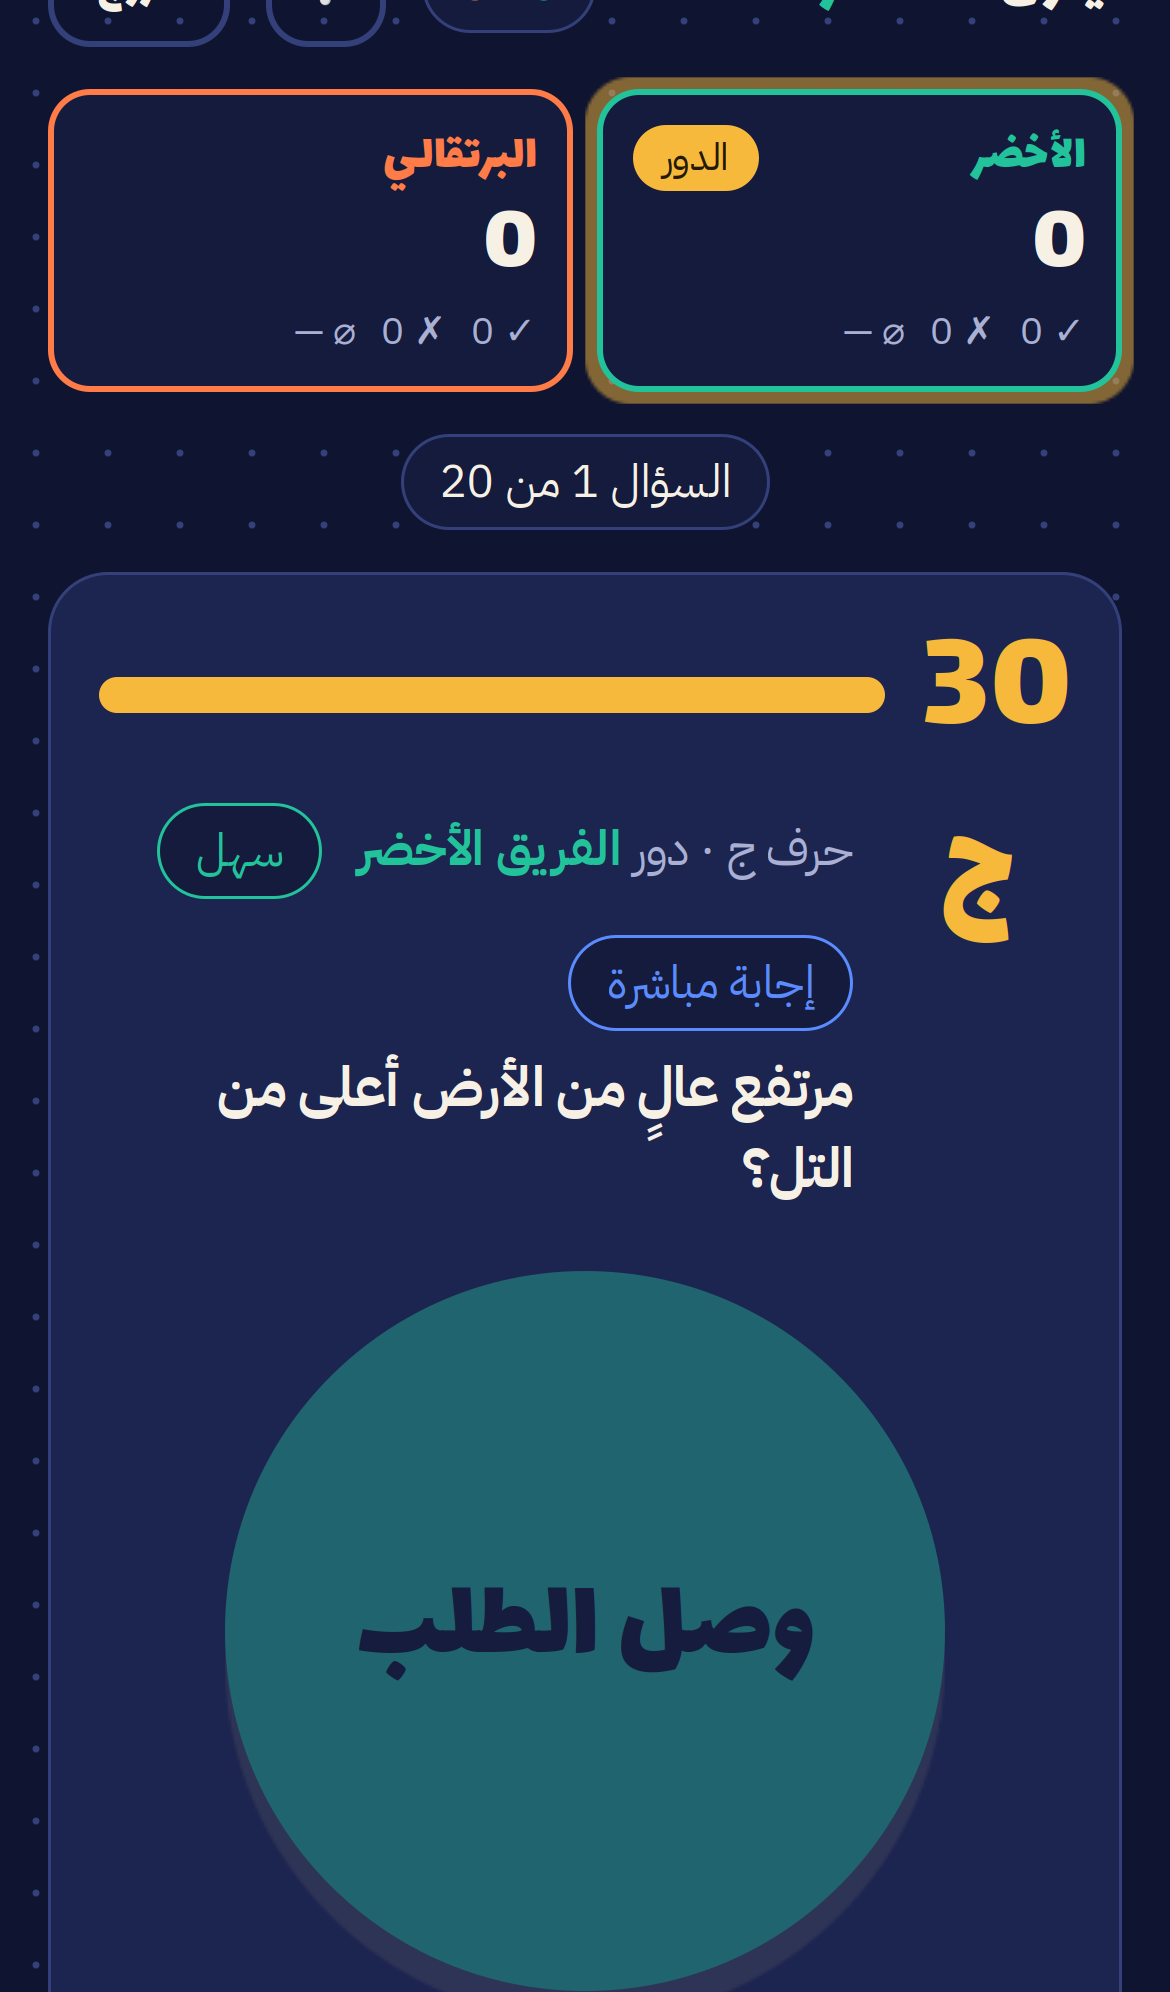 الأخضر
الدور
0
✓ 0 ✗ 0 ⌀ —
البرتقالي
0
✓ 0 ✗ 0 ⌀ —
السؤال 1 من 20
30
ج
حرف ج · دور الفريق الأخضر
سهل
إجابة مباشرة
مرتفع عالٍ من الأرض أعلى من
التل؟
وصل الطلب